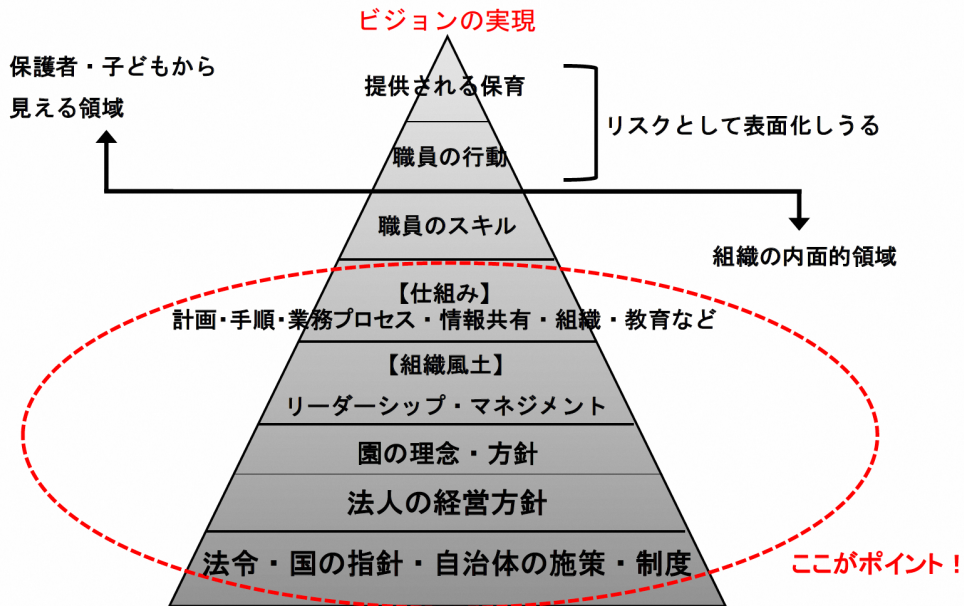 ビジョンの実現
保護者・子どもから
見える領域
提供される保育
リスクとして表面化しうる
職員の行動
職員のスキル
組織の内面的領域
【仕組み】
計画・手順・業務プロセス・情報共有・組織・教育など
【組織風土】
リーダーシップ・マネジメント
園の理念・方針
法人の経営方針
法令・国の指針・自治体の施策・制度
ここがポイント！